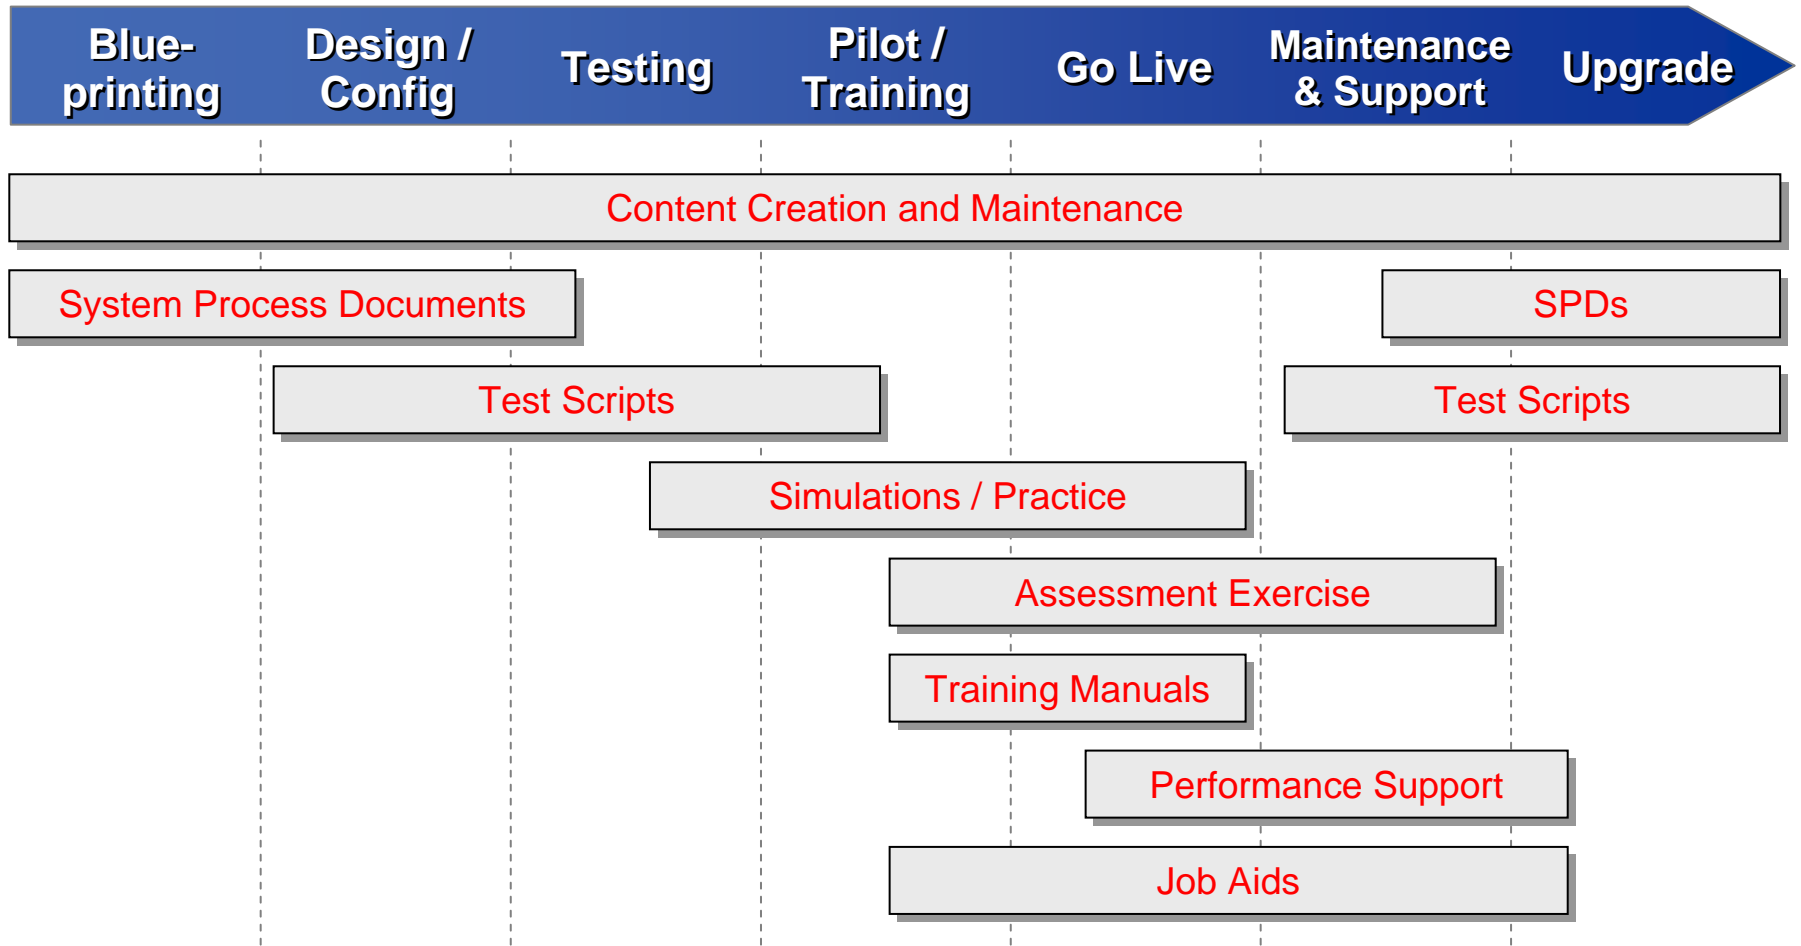 Blue-
printing
Design /
Config
Testing
Pilot /
Training
Go Live
Maintenance
& Support
Upgrade
Content Creation and Maintenance
System Process Documents
SPDs
Test Scripts
Test Scripts
Simulations / Practice
Assessment Exercise
Training Manuals
Performance Support
Job Aids